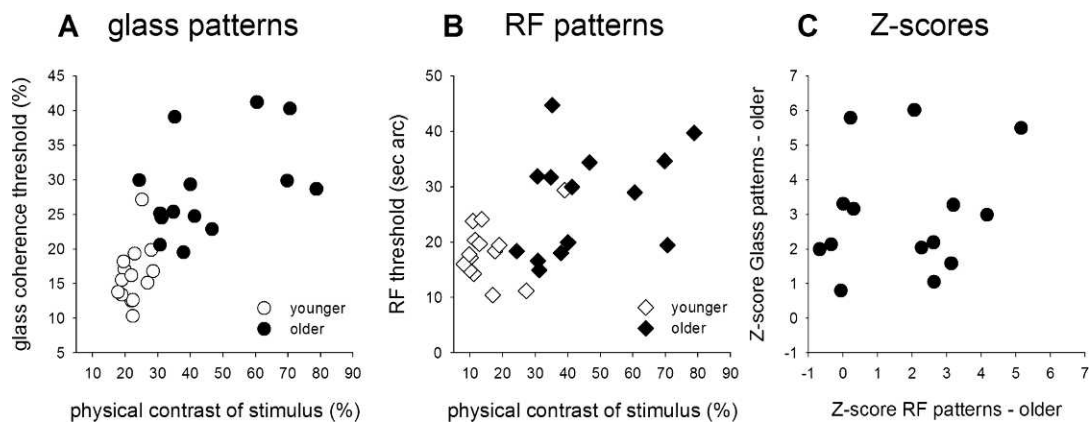 A glass patterns
glass coherence threshold (%)
45
40
35
30
25
20
15
10
5
10 20 30 40 50 60 70 80 90
physical contrast of stimulus (%)
younger
older
B RF patterns
RF threshold (sec arc)
50
40
30
20
10
0
10 20 30 40 50 60 70 80 90
physical contrast of stimulus (%)
younger
older
C Z-scores
Z-score Glass patterns - older
7
6
5
4
3
2
1
0
-1
-1 0 1 2 3 4 5 6 7
Z-score RF patterns - older